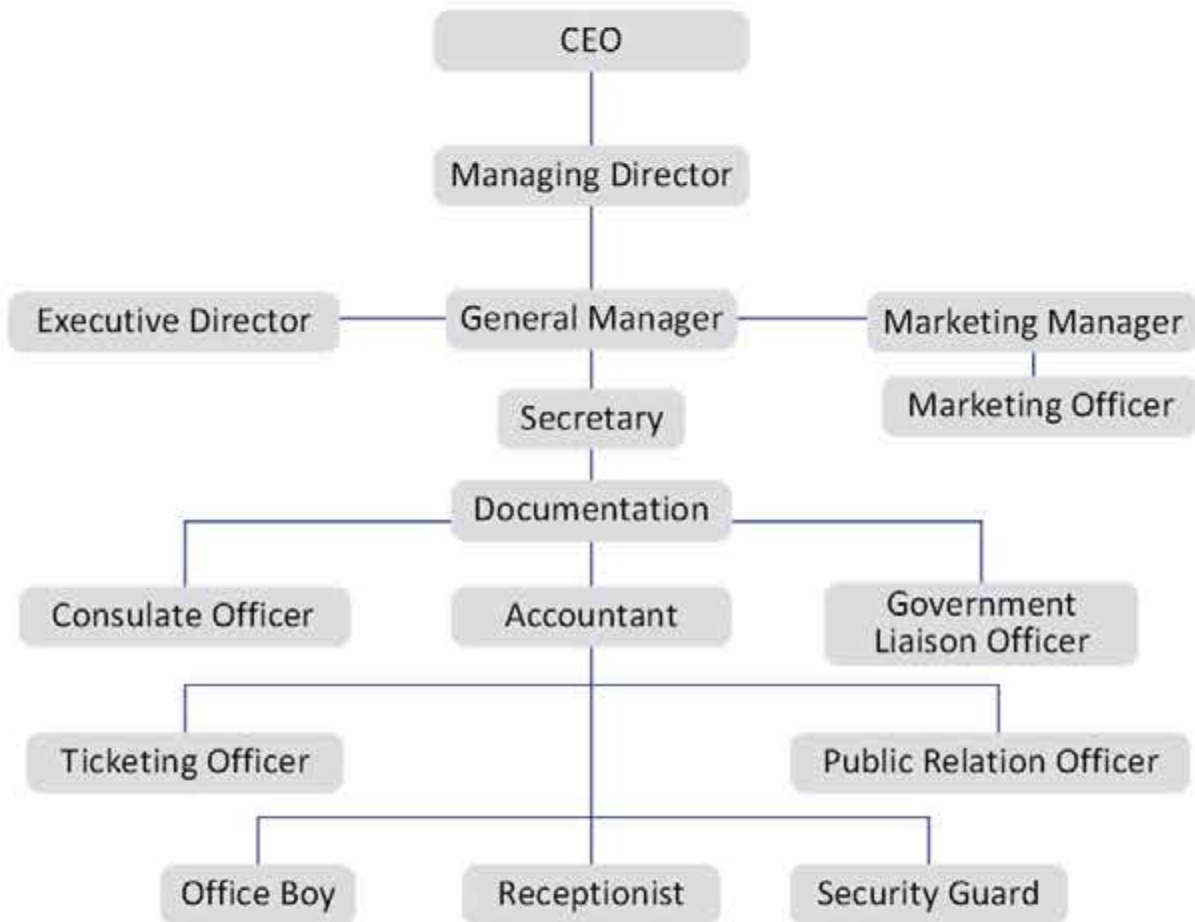 CEO
Managing Director
Executive Director
General Manager
Marketing Manager
Secretary
Marketing Officer
Documentation
Consulate Officer
Accountant
Government
Liaison Officer
Ticketing Officer
Public Relation Officer
Office Boy
Receptionist
Security Guard